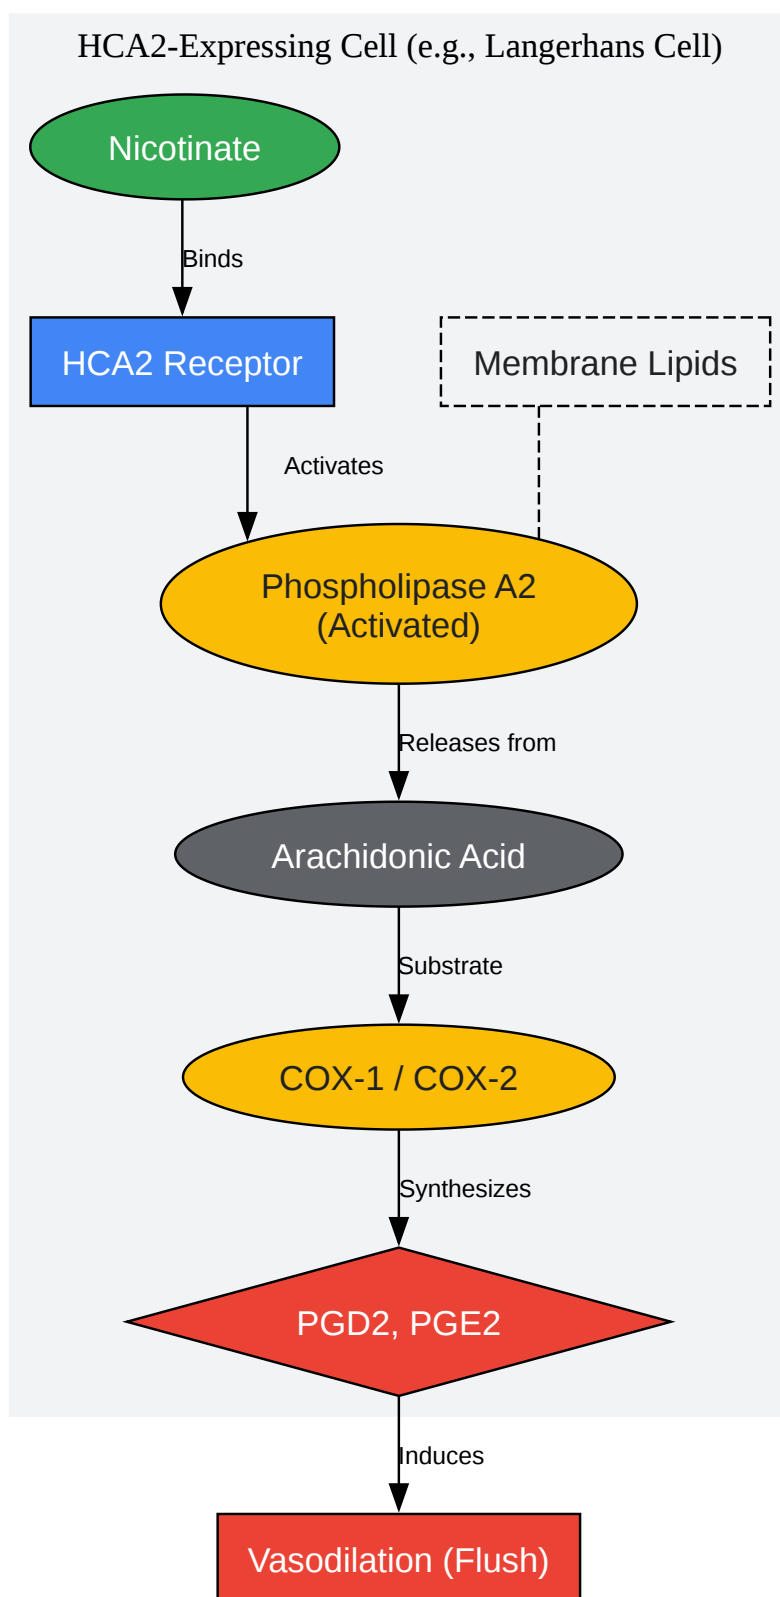 HCA2-Expressing Cell (e.g., Langerhans Cell)
Nicotinate
Binds
HCA2 Receptor
Membrane Lipids
Activates
Phospholipase A2
(Activated)
Releases from
Arachidonic Acid
Substrate
COX-1 / COX-2
Synthesizes
PGD2, PGE2
Induces
Vasodilation (Flush)